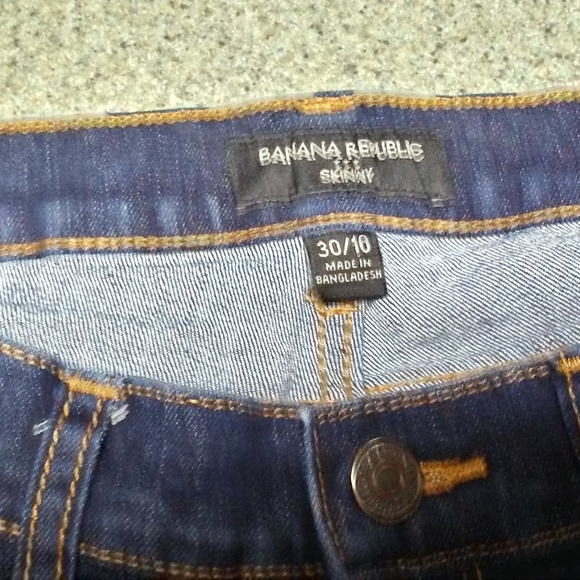 BANANA REPUBLIC
SKINNY
30/10
MADE IN
BANGLADESH